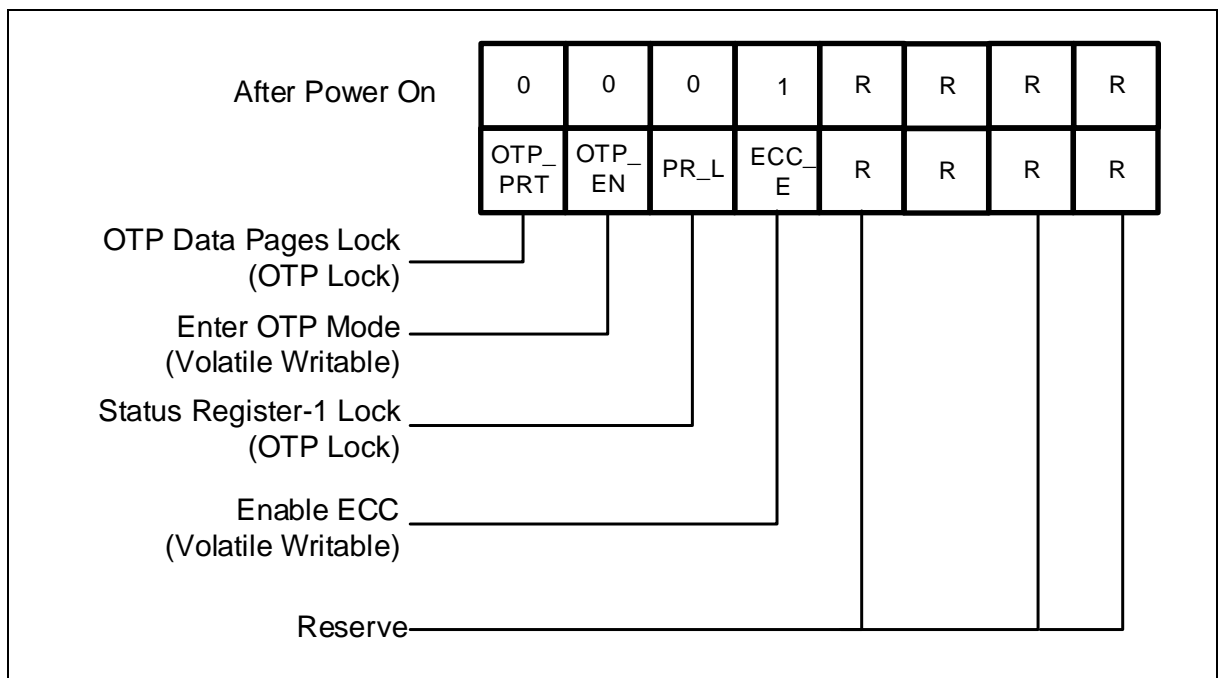 After Power On 0 0 0 1 R R R R
OTP_ OTP_ PR_L ECC_ R R R R
PRT EN E
OTP Data Pages Lock
(OTP Lock)
Enter OTP Mode
(Volatile Writable)
Status Register-1 Lock
(OTP Lock)
Enable ECC
(Volatile Writable)
Reserve